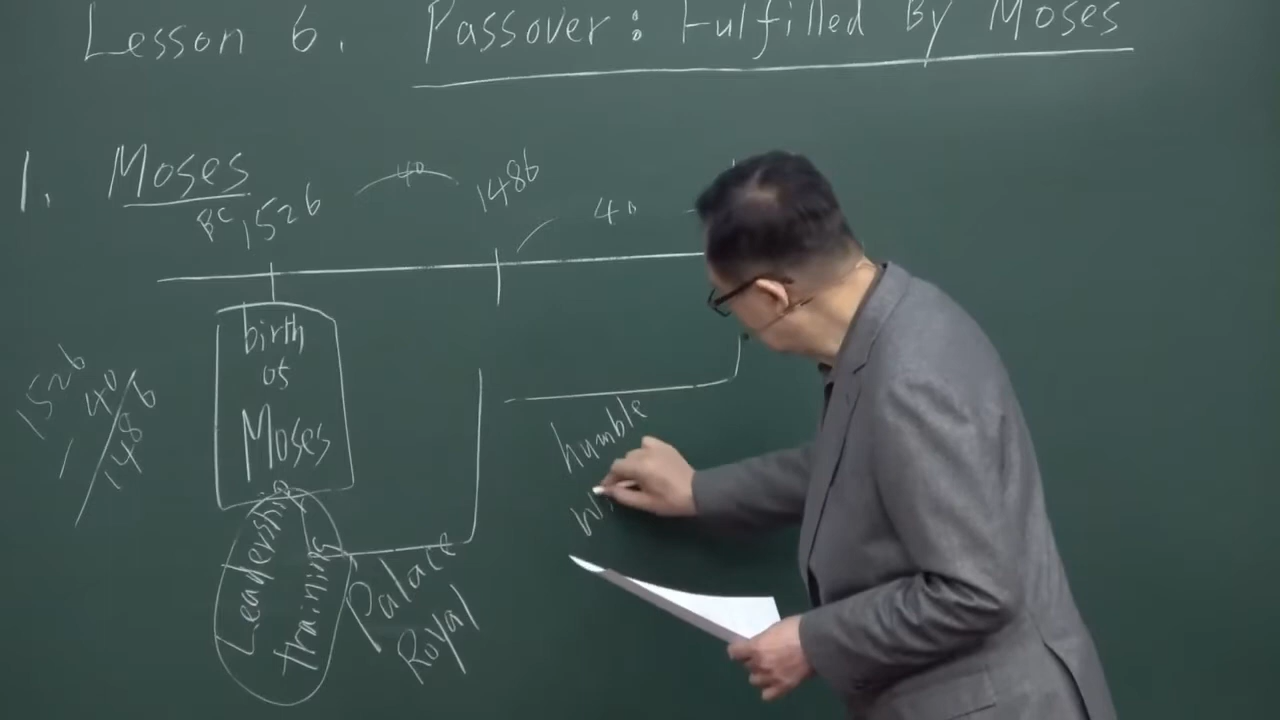 Lesson 6. Passover: Fulfilled By Moses
1. Moses
BC 1526
40
1486
40
birth
of
Moses
1526
40
1486
Leadership
training
Palace
Royal
humble